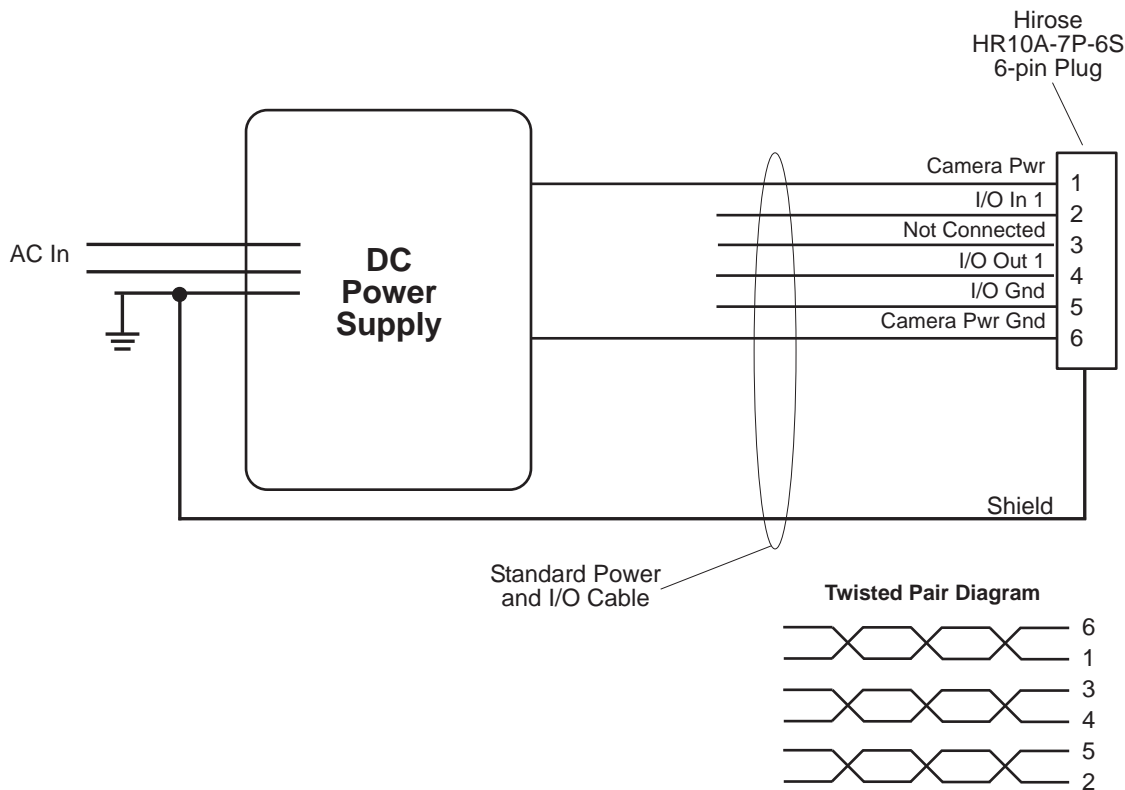 Hirose
HR10A-7P-6S
6-pin Plug
Camera Pwr
1
I/O In 1
2
Not Connected
3
I/O Out 1
4
I/O Gnd
5
Camera Pwr Gnd
6
AC In
DC
Power
Supply
Shield
Standard Power
and I/O Cable
Twisted Pair Diagram
6
1
3
4
5
2